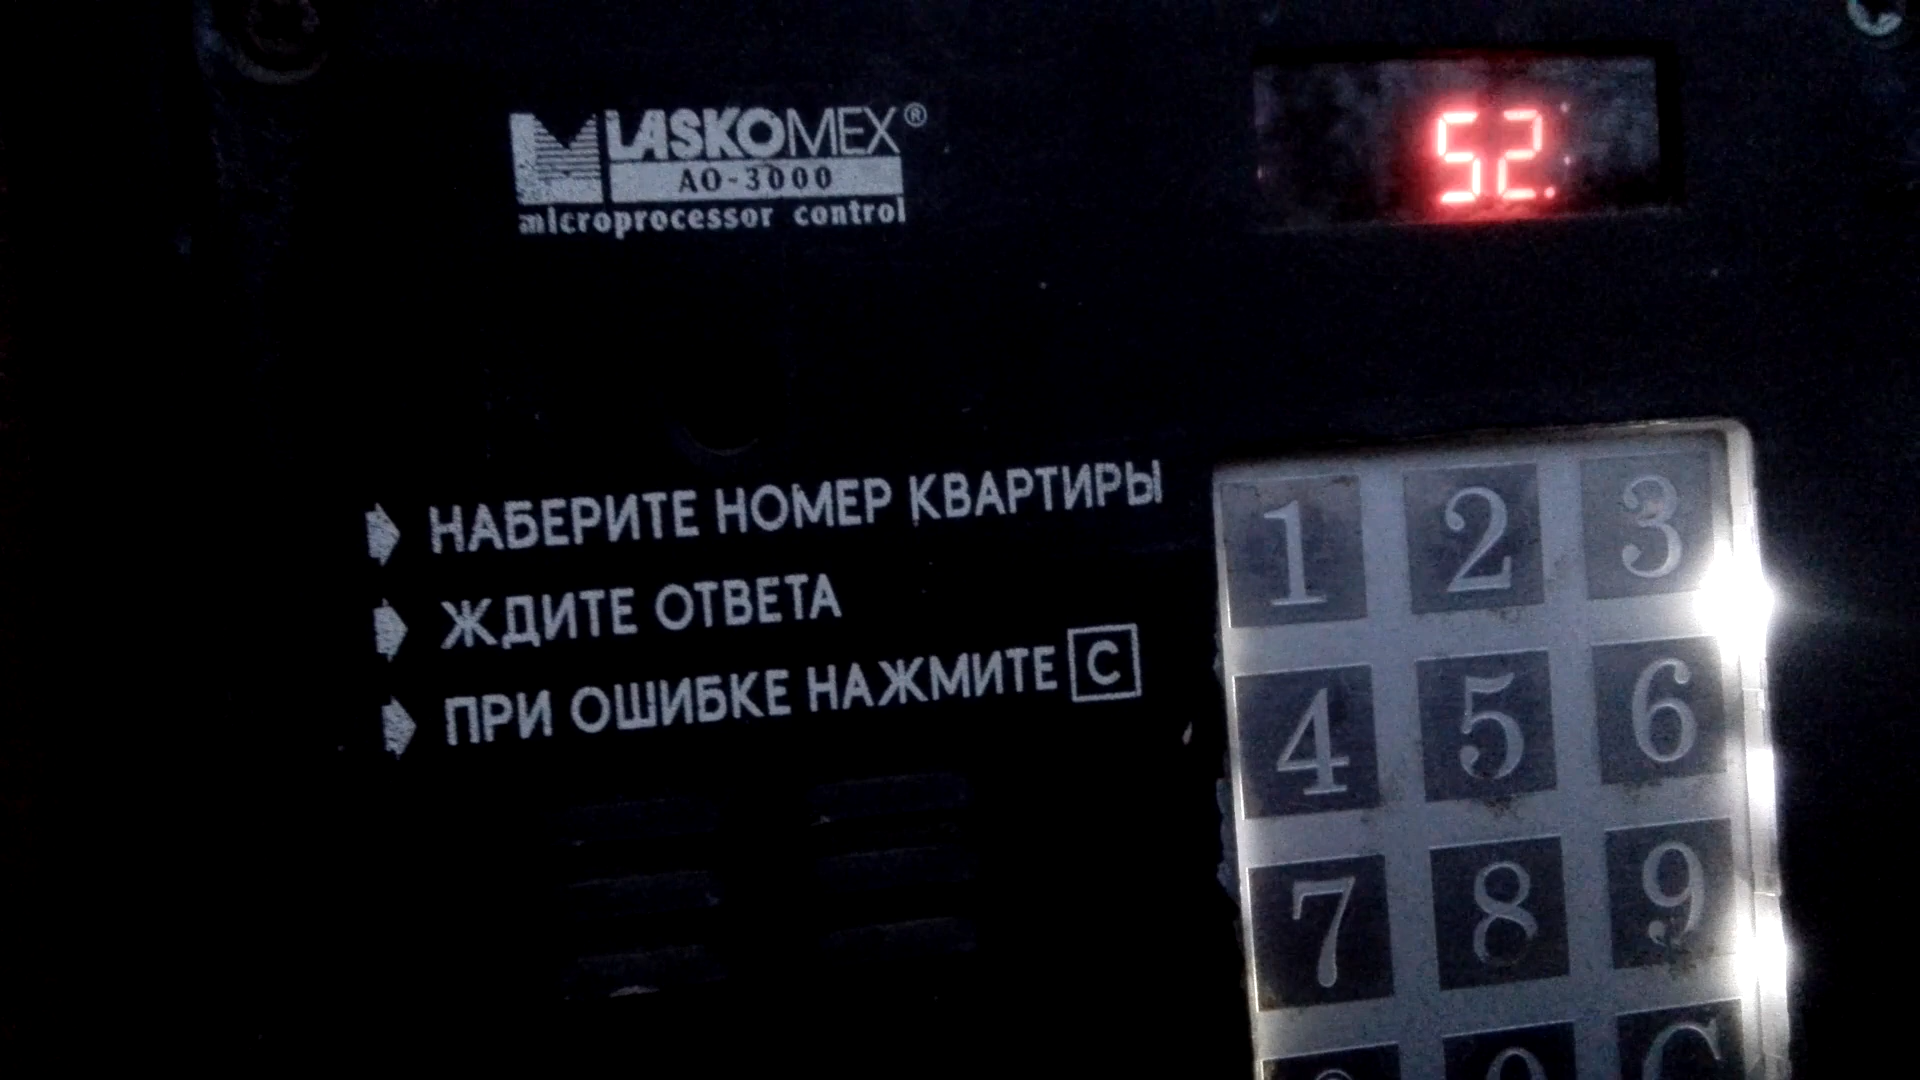 LASKOMEX®
AO-3000
microprocessor control
52.
НАБЕРИТЕ НОМЕР КВАРТИРЫ
ЖДИТЕ ОТВЕТА
ПРИ ОШИБКЕ НАЖМИТЕ C
1 2 3
4 5 6
7 8 9
0 C